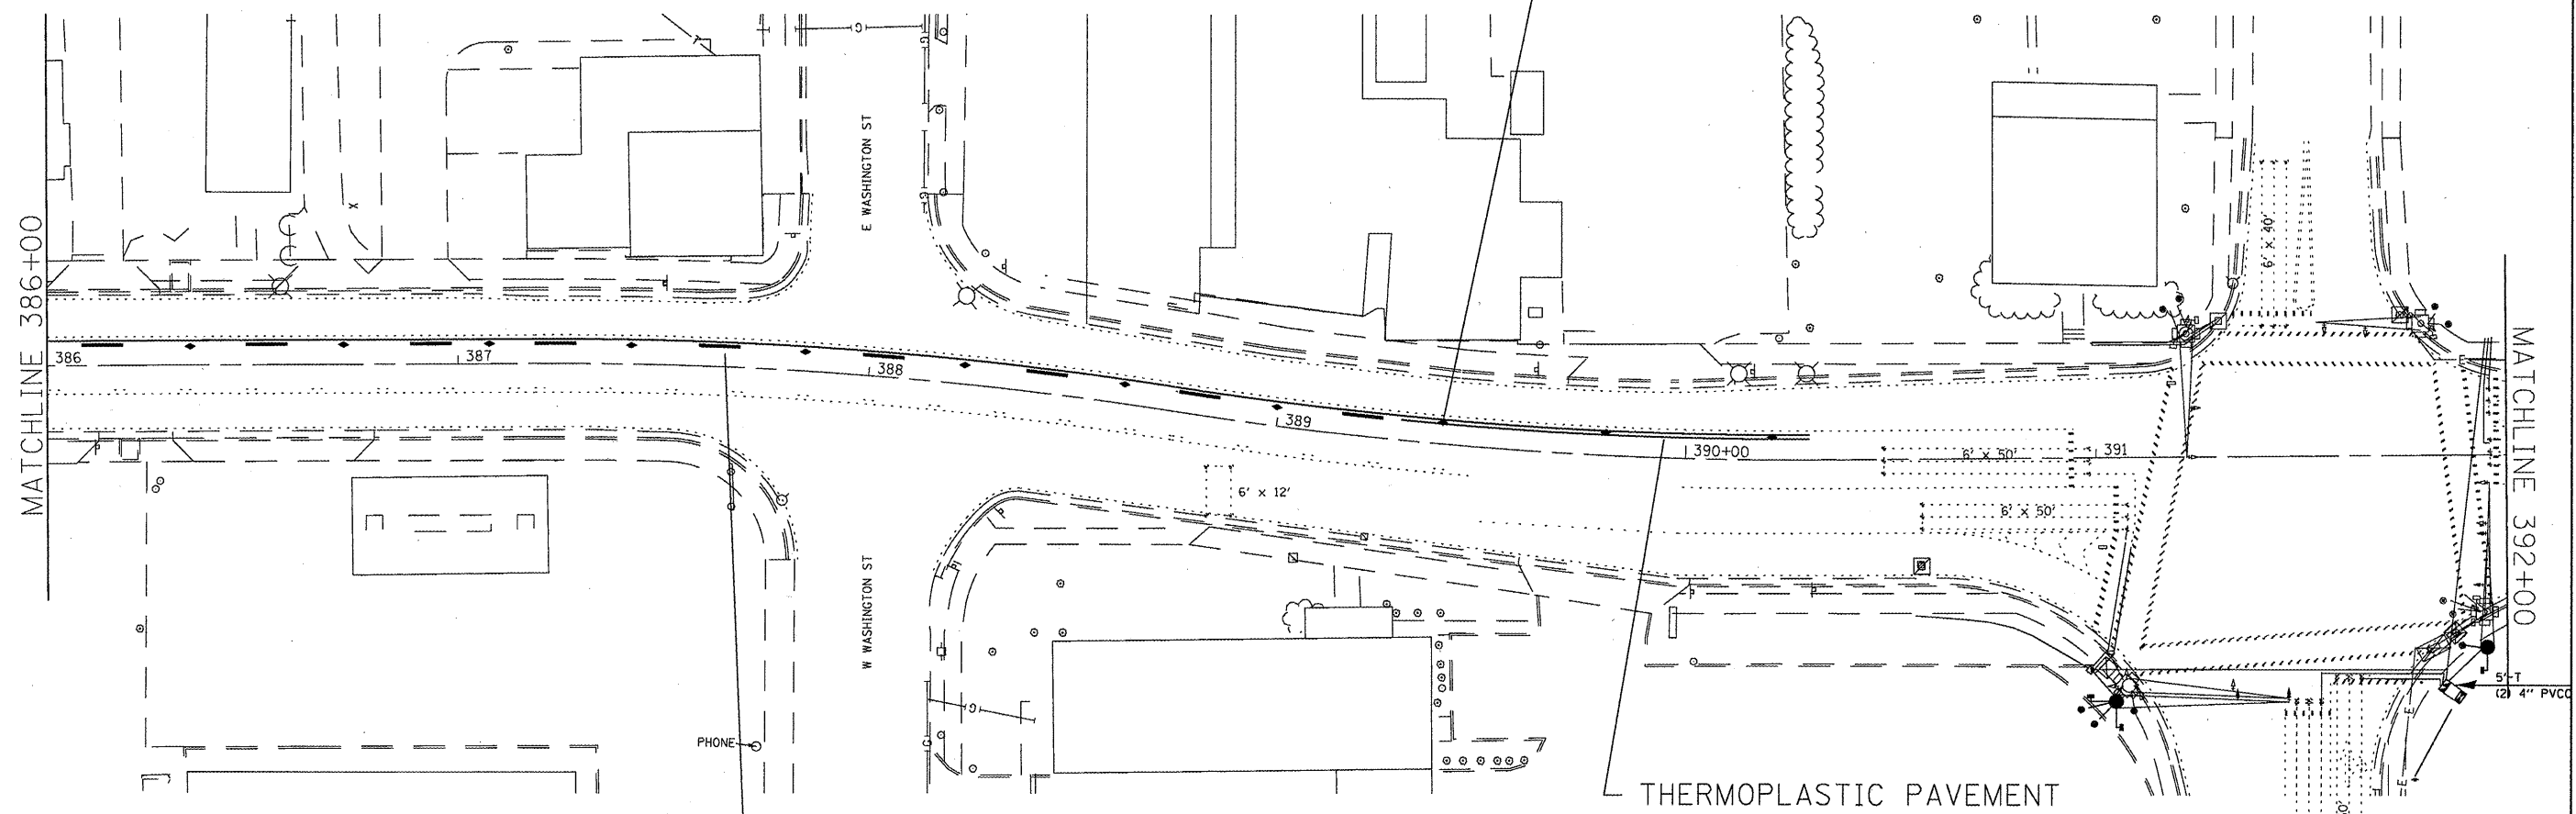 MATCHLINE 386+00
E WASHINGTON ST
G
G
G
X
6' x 40'
386
387
388
389
390+00
391
6' x 50'
6' x 50'
6' x 12'
MATCHLINE 392+00
W WASHINGTON ST
G
G
PHONE
E
E
5'-T
(2) 4" PVCC
THERMOPLASTIC PAVEMENT